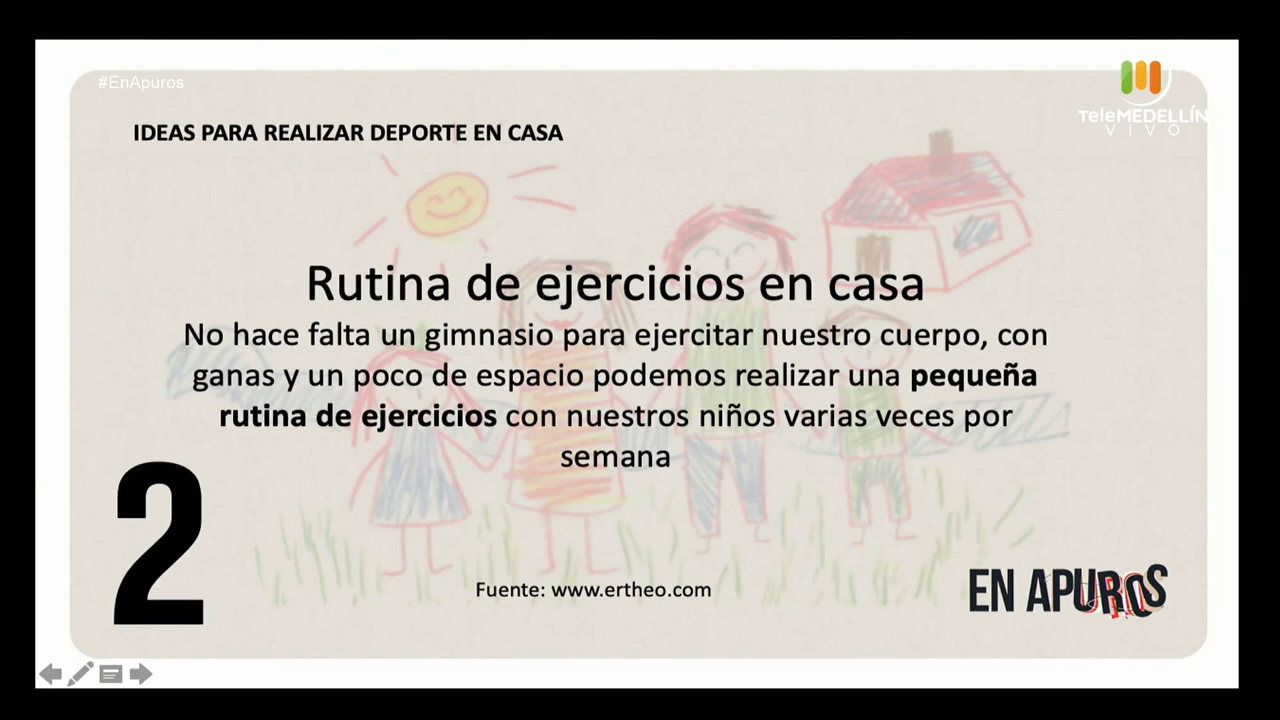 #EnApuros
TeleMEDELLÍN
VIVO
IDEAS PARA REALIZAR DEPORTE EN CASA
Rutina de ejercicios en casa
No hace falta un gimnasio para ejercitar nuestro cuerpo, con
ganas y un poco de espacio podemos realizar una pequeña
rutina de ejercicios con nuestros niños varias veces por
semana
2
Fuente: www.ertheo.com
EN APUROS